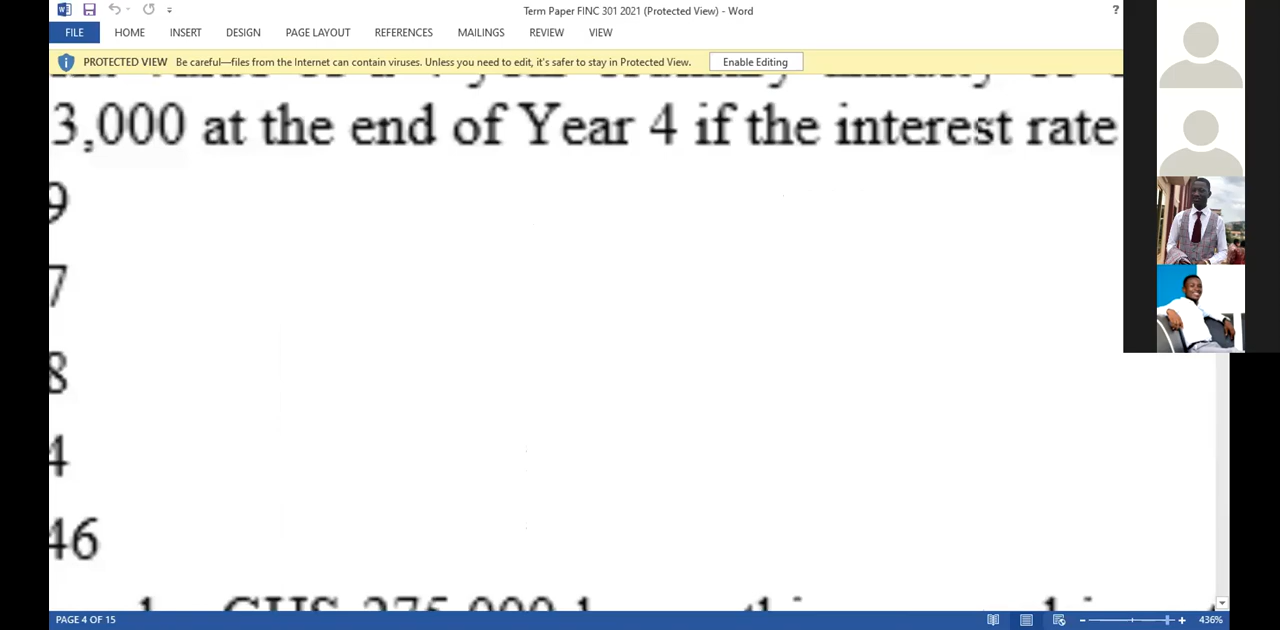 Term Paper FINC 301 2021 (Protected View) - Word
?
FILE HOME INSERT DESIGN PAGE LAYOUT REFERENCES MAILINGS REVIEW VIEW
PROTECTED VIEW Be careful—files from the Internet can contain viruses. Unless you need to edit, it's safer to stay in Protected View. Enable Editing
3,000 at the end of Year 4 if the interest rate
9
7
8
4
46
GHS 275,000
PAGE 4 OF 15 436%